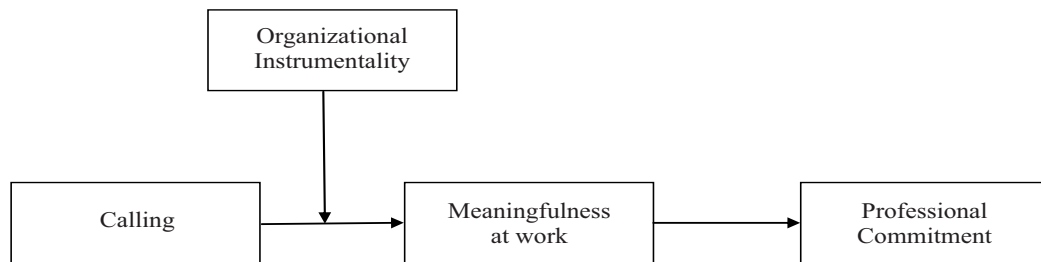 Organizational
Instrumentality
Calling
Meaningfulness
at work
Professional
Commitment